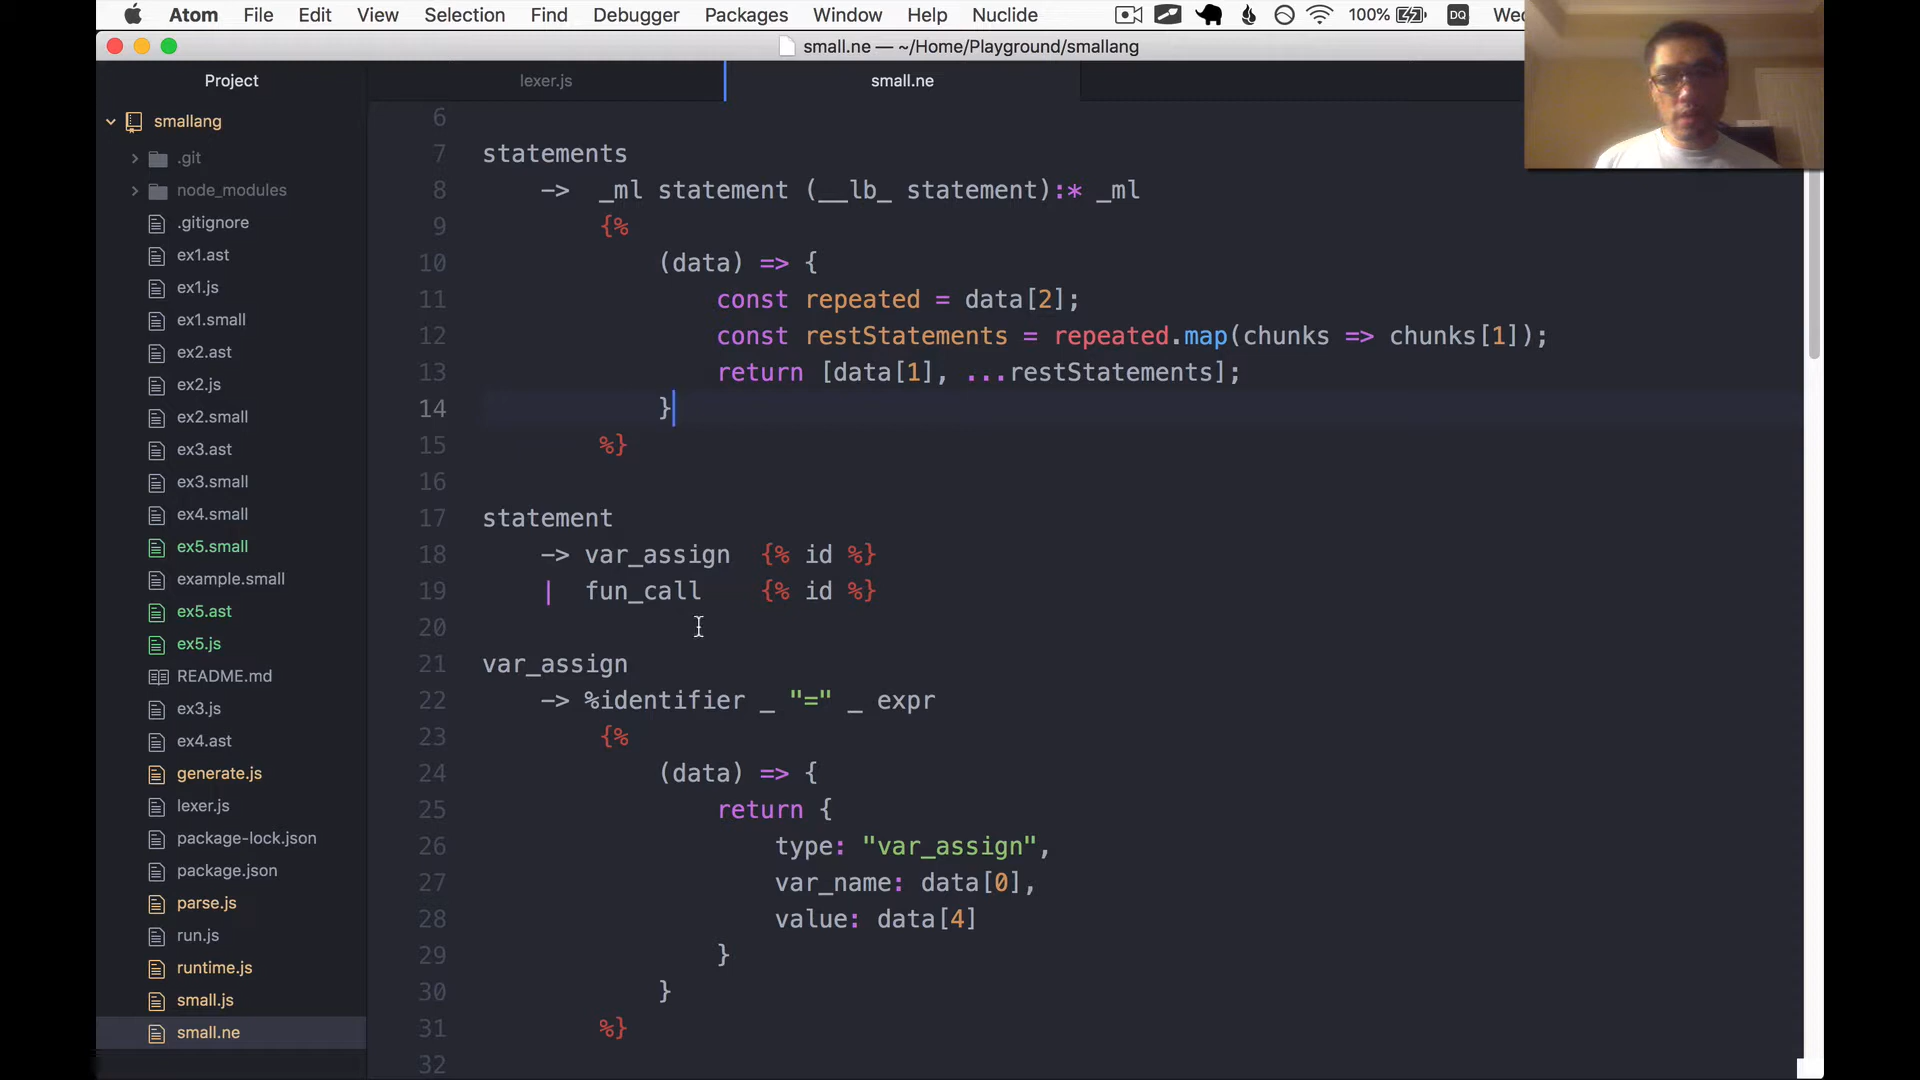 Atom File Edit View Selection Find Debugger Packages Window Help Nuclide 100% DQ Wed
small.ne — ~/Home/Playground/smallang
Project
lexer.js
small.ne
smallang
.git
node_modules
.gitignore
ex1.ast
ex1.js
ex1.small
ex2.ast
ex2.js
ex2.small
ex3.ast
ex3.small
ex4.small
ex5.small
example.small
ex5.ast
ex5.js
README.md
ex3.js
ex4.ast
generate.js
lexer.js
package-lock.json
package.json
parse.js
run.js
runtime.js
small.js
small.ne
6
7 statements
8 -> _ml statement (__lb_ statement):* _ml
9 {%
10 (data) => {
11 const repeated = data[2];
12 const restStatements = repeated.map(chunks => chunks[1]);
13 return [data[1], ...restStatements];
14 }
15 %}
16
17 statement
18 -> var_assign {% id %}
19 | fun_call {% id %}
20
21 var_assign
22 -> %identifier _ "=" _ expr
23 {%
24 (data) => {
25 return {
26 type: "var_assign",
27 var_name: data[0],
28 value: data[4]
29 }
30 }
31 %}
32